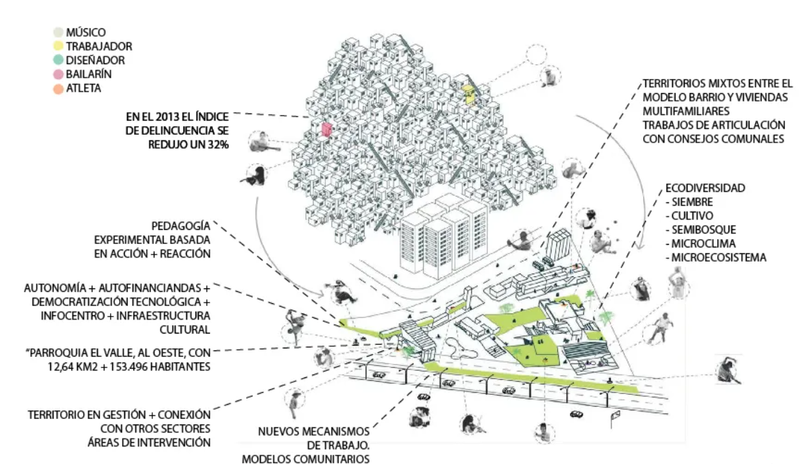 MÚSICO
TRABAJADOR
DISEÑADOR
BAILARÍN
ATLETA
EN EL 2013 EL ÍNDICE
DE DELINCUENCIA SE
REDUJO UN 32%
TERRITORIOS MIXTOS ENTRE EL
MODELO BARRIO Y VIVIENDAS
MULTIFAMILIARES
TRABAJOS DE ARTICULACIÓN
CON CONSEJOS COMUNALES
ECODIVERSIDAD
- SIEMBRE
- CULTIVO
- SEMIBOSQUE
- MICROCLIMA
- MICROECOSISTEMA
PEDAGOGÍA
EXPERIMENTAL BASADA
EN ACCIÓN + REACCIÓN
AUTONOMÍA + AUTOFINANCIANDAS +
DEMOCRATIZACIÓN TECNOLÓGICA +
INFOCENTRO + INFRAESTRUCTURA
CULTURAL
"PARROQUIA EL VALLE, AL OESTE, CON
12,64 KM2 + 153.496 HABITANTES
TERRITORIO EN GESTIÓN + CONEXIÓN
CON OTROS SECTORES
ÁREAS DE INTERVENCIÓN
NUEVOS MECANISMOS
DE TRABAJO.
MODELOS COMUNITARIOS